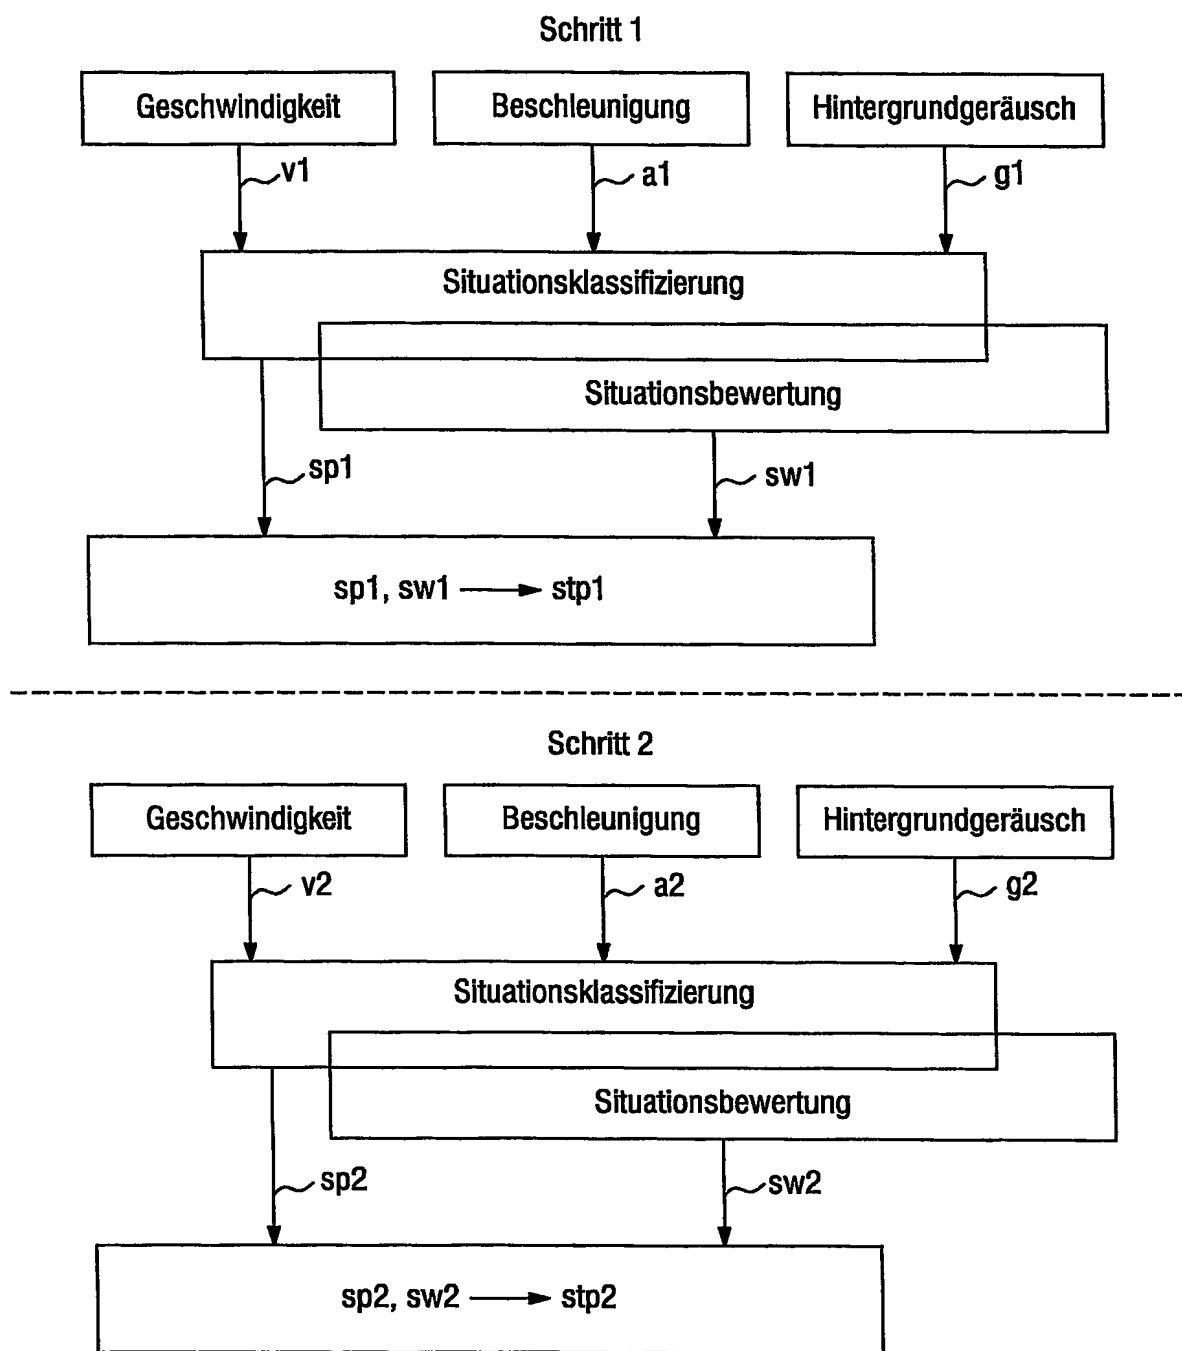 Schritt 1
Geschwindigkeit
Beschleunigung
Hintergrundgeräusch
v1
a1
g1
Situationsklassifizierung
Situationsbewertung
sp1
sw1
sp1, sw1 → stp1
Schritt 2
Geschwindigkeit
Beschleunigung
Hintergrundgeräusch
v2
a2
g2
Situationsklassifizierung
Situationsbewertung
sp2
sw2
sp2, sw2 → stp2